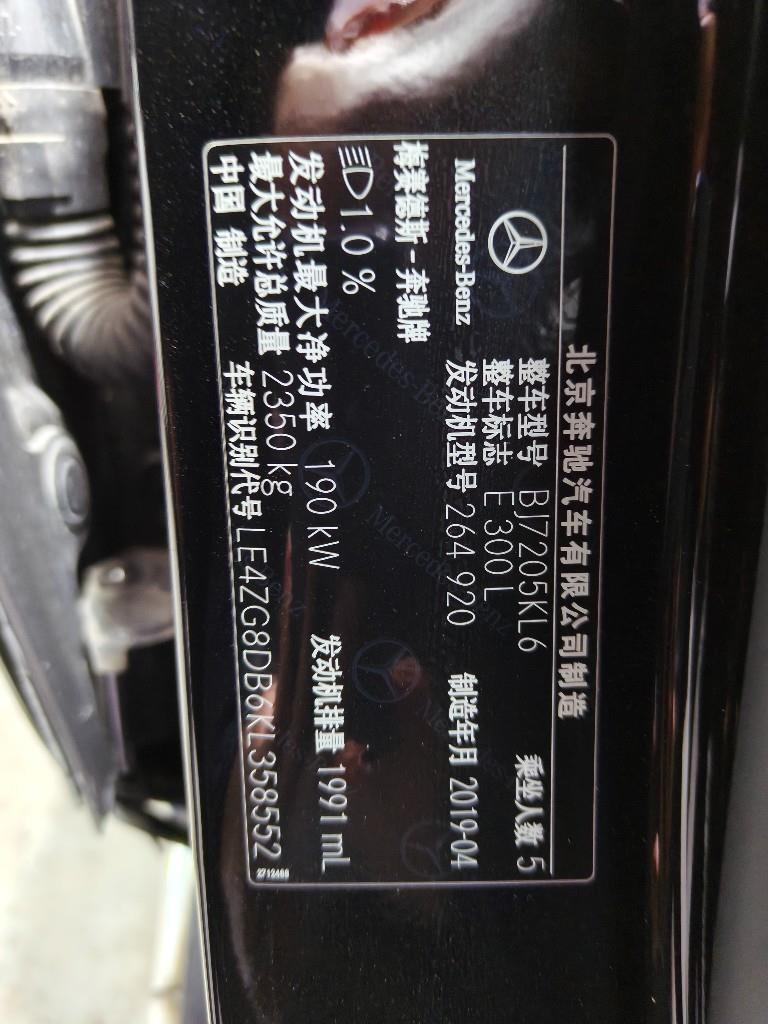 北京奔驰汽车有限公司制造
整车型号 BJ7205KL6 乘坐人数 5
整车标志 E 300 L
Mercedes-Benz 发动机型号 264 920 制造年月 2019-04
梅赛德斯-奔驰牌
1.0 %
发动机最大净功率 190 kW 发动机排量 1991 mL
最大允许总质量 2350 kg
中国 制造 车辆识别代号 LE4ZG8DB6KL358552
2712466